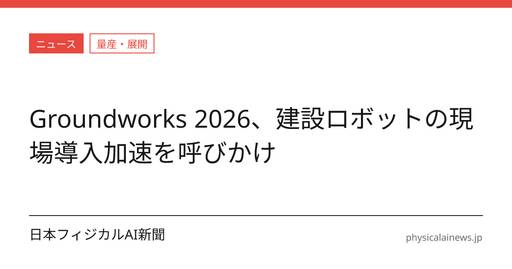 ニュース
量産・展開
Groundworks 2026、建設ロボットの現
場導入加速を呼びかけ
日本フィジカルAI新聞
physicalainews.jp